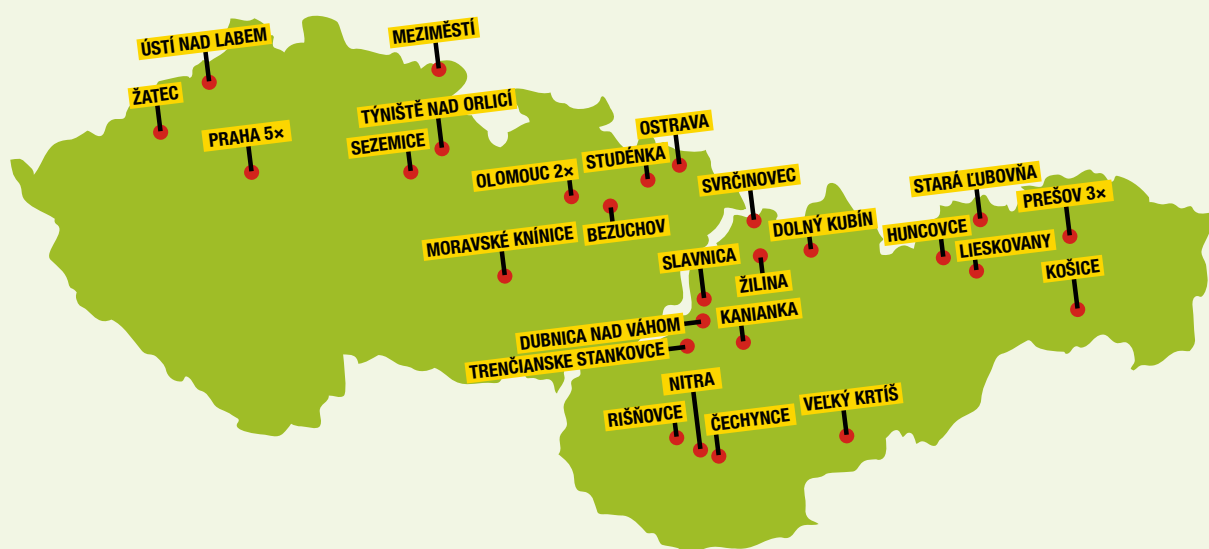 ÚSTÍ NAD LABEM
MEZIMĚSTÍ
ŽATEC
TÝNIŠTĚ NAD ORLICÍ
PRAHA 5×
SEZEMICE
OSTRAVA
STUDÉNKA
OLOMOUC 2×
SVRČINOVEC
STARÁ ĽUBOVŇA
PREŠOV 3×
BEZUCHOV
DOLNÝ KUBÍN
HUNCOVCE
LIESKOVANY
MORAVSKÉ KNÍNICE
SLAVNICA
ŽILINA
KOŠICE
DUBNICA NAD VÁHOM
KANIANKA
TRENČIANSKE STANKOVCE
NITRA
RIŠŇOVCE
ČECHYNCE
VEĽKÝ KRTÍŠ